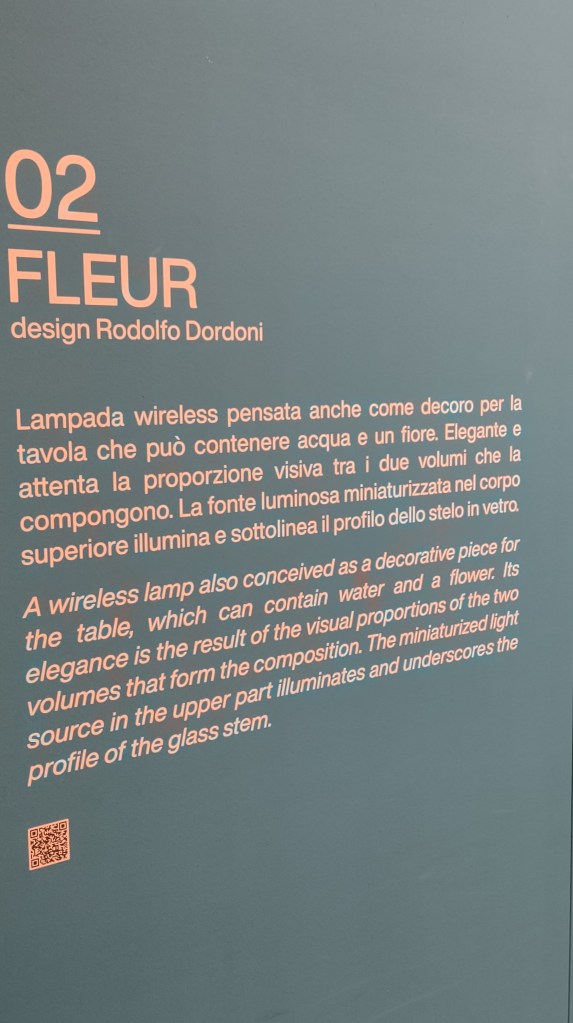 02
FLEUR
design Rodolfo Dordoni
Lampada wireless pensata anche come decoro per la
tavola che può contenere acqua e un fiore. Elegante e
attenta la proporzione visiva tra i due volumi che la
compongono. La fonte luminosa miniaturizzata nel corpo
superiore illumina e sottolinea il profilo dello stelo in vetro.
A wireless lamp also conceived as a decorative piece for
the table, which can contain water and a flower. Its
elegance is the result of the visual proportions of the two
volumes that form the composition. The miniaturized light
source in the upper part illuminates and underscores the
profile of the glass stem.